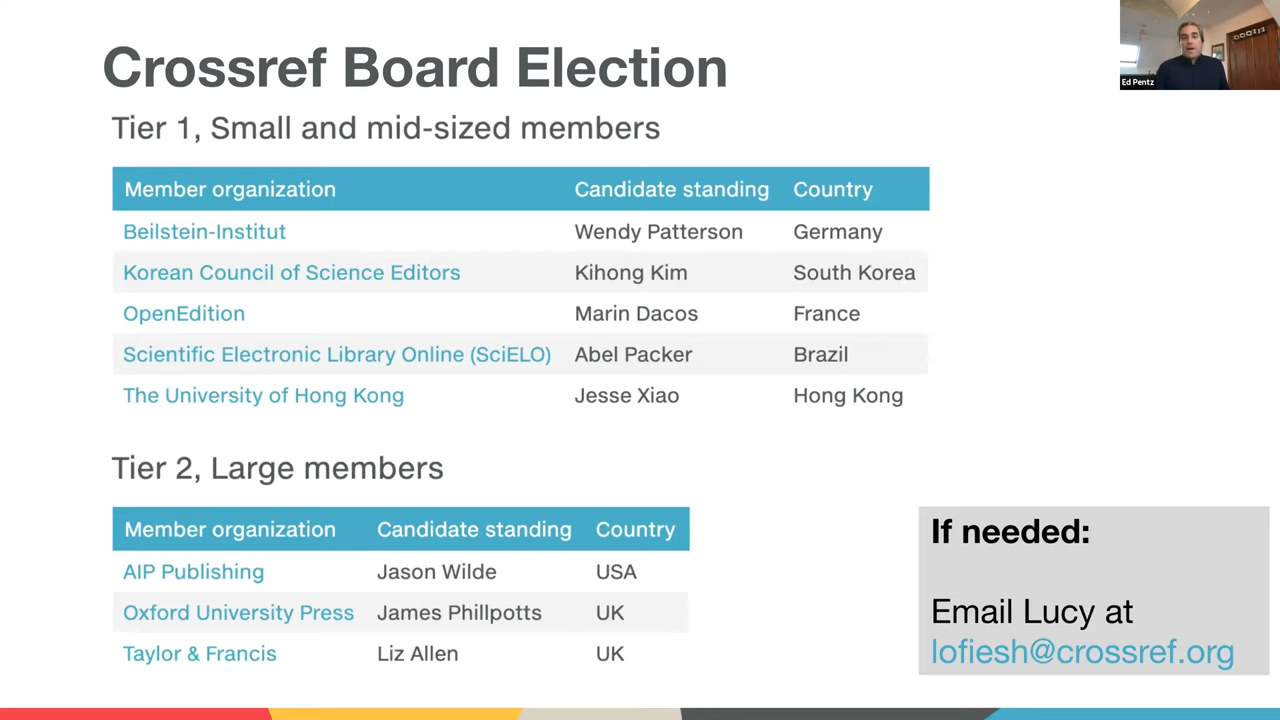 Crossref Board Election
Ed Pentz
Tier 1, Small and mid-sized members
Member organization Candidate standing Country
Beilstein-Institut Wendy Patterson Germany
Korean Council of Science Editors Kihong Kim South Korea
OpenEdition Marin Dacos France
Scientific Electronic Library Online (SciELO) Abel Packer Brazil
The University of Hong Kong Jesse Xiao Hong Kong
Tier 2, Large members
Member organization Candidate standing Country
AIP Publishing Jason Wilde USA
Oxford University Press James Phillpotts UK
Taylor & Francis Liz Allen UK
If needed:
Email Lucy at
lofiesh@crossref.org